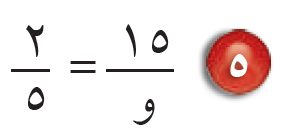 ٥ ١٥/و = ٢/٥